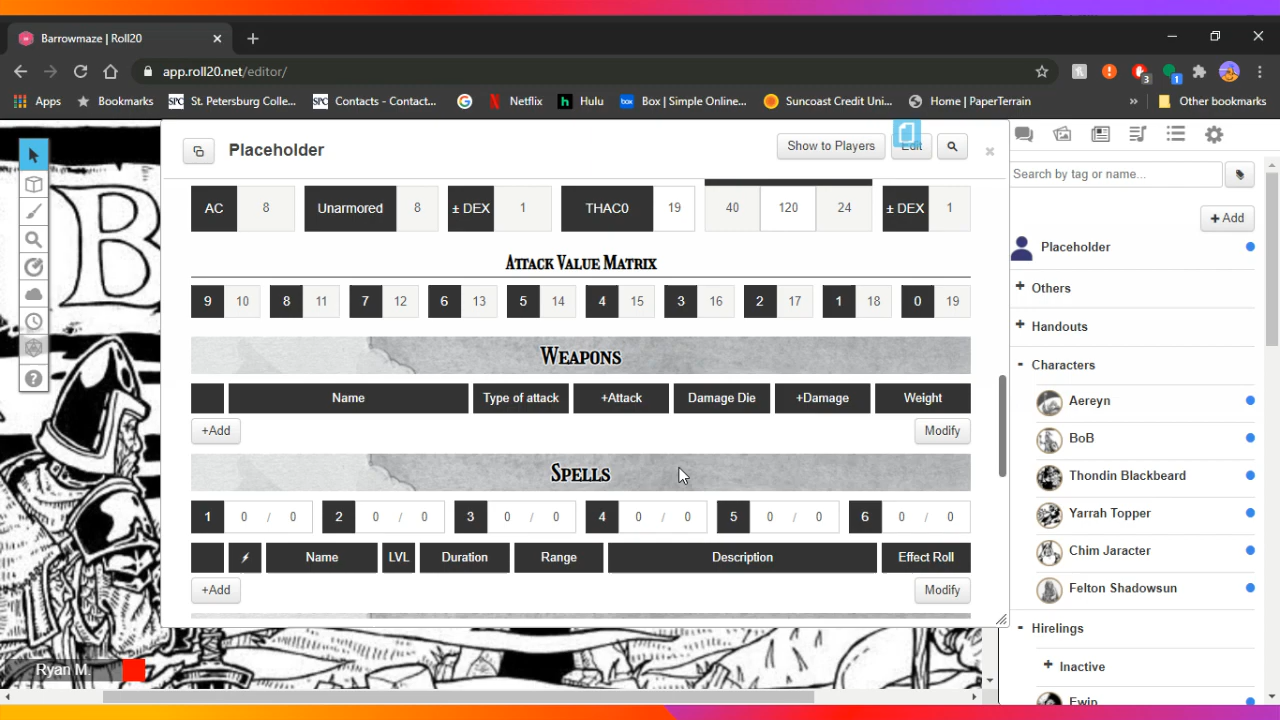 Barrowmaze | Roll20
app.roll20.net/editor/
3
1
Apps Bookmarks SPC St. Petersburg Colle... SPC Contacts - Contact... Netflix h Hulu box Box | Simple Online... Suncoast Credit Uni... Home | PaperTerrain » Other bookmarks
Placeholder
Show to Players
Edit
Search by tag or name...
+ Add
AC 8 Unarmored 8 ± DEX 1 THAC0 19 40 120 24 ± DEX 1
Attack Value Matrix
9 10 8 11 7 12 6 13 5 14 4 15 3 16 2 17 1 18 0 19
Weapons
Name Type of attack +Attack Damage Die +Damage Weight
+Add Modify
Spells
1 0 / 0 2 0 / 0 3 0 / 0 4 0 / 0 5 0 / 0 6 0 / 0
Name LVL Duration Range Description Effect Roll
+Add Modify
Placeholder
+ Others
+ Handouts
- Characters
Aereyn
BoB
Thondin Blackbeard
Yarrah Topper
Chim Jaracter
Felton Shadowsun
- Hirelings
+ Inactive
Ewip
B
Ryan M.